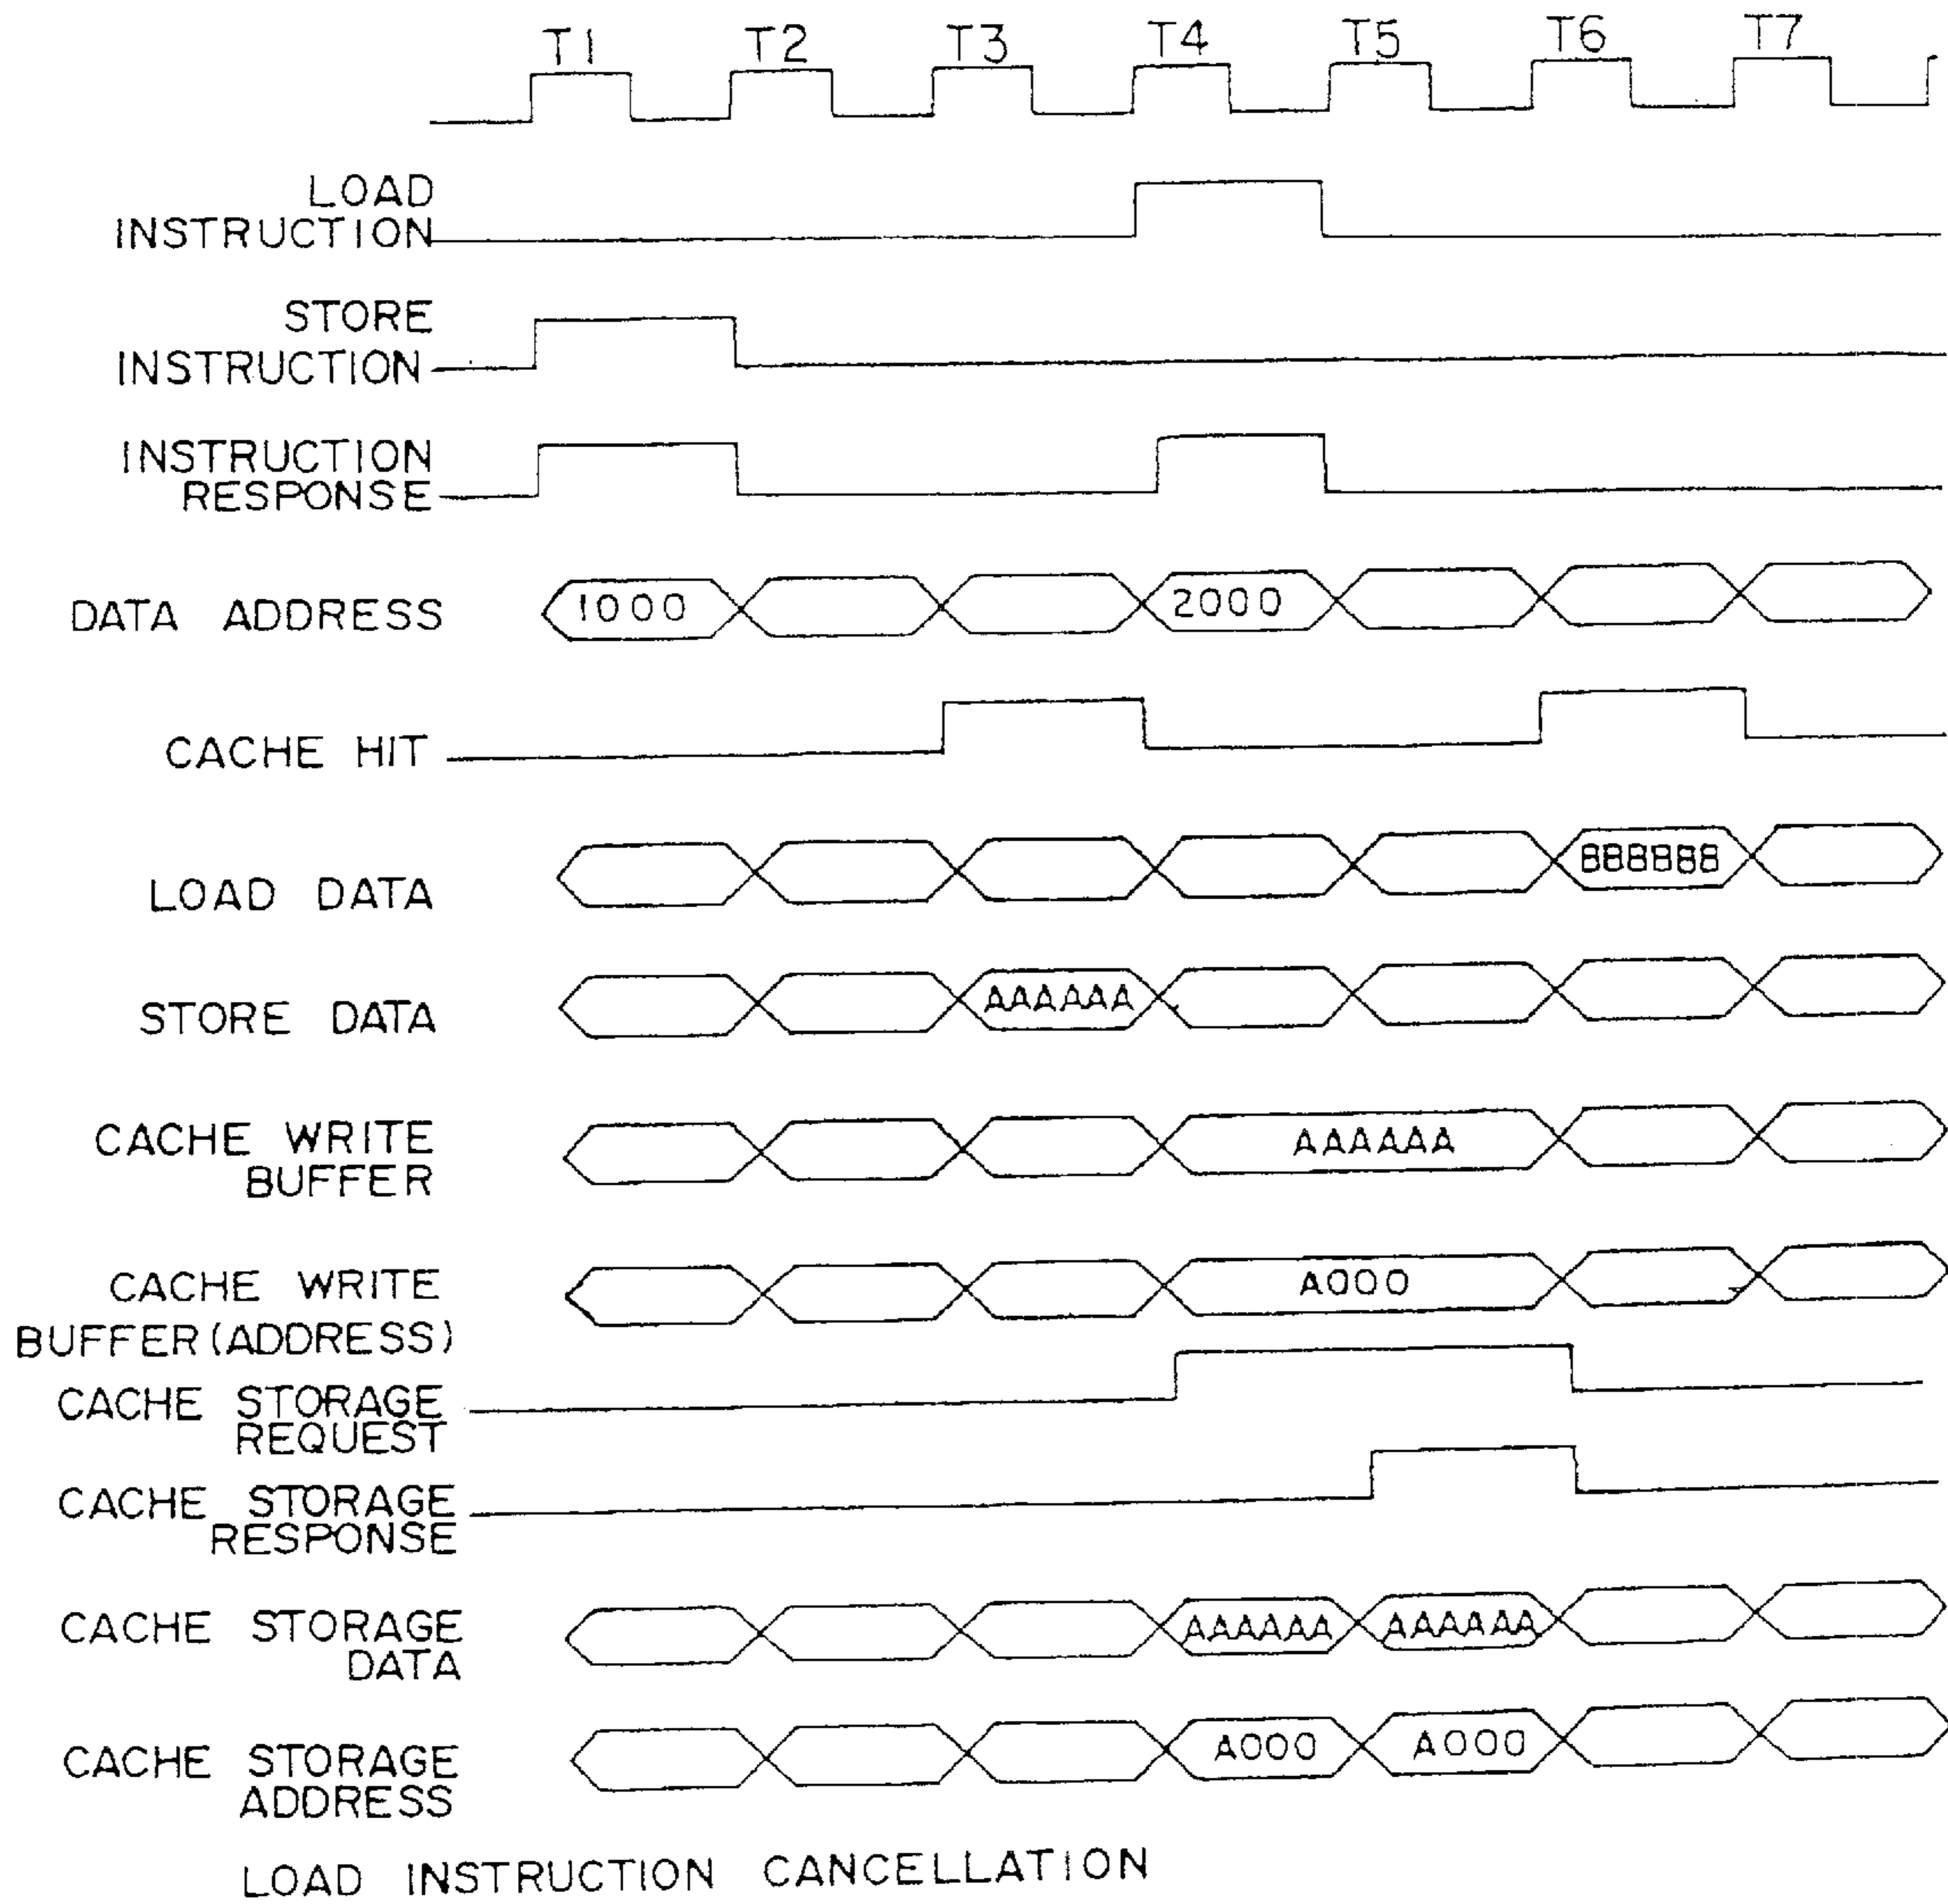 T1 T2 T3 T4 T5 T6 T7
LOAD
INSTRUCTION
STORE
INSTRUCTION
INSTRUCTION
RESPONSE
DATA ADDRESS
1000
2000
CACHE HIT
LOAD DATA
BBBBBB
STORE DATA
AAAAAA
CACHE WRITE
BUFFER
AAAAAA
CACHE WRITE
BUFFER(ADDRESS)
A000
CACHE STORAGE
REQUEST
CACHE STORAGE
RESPONSE
CACHE STORAGE
DATA
AAAAAA AAAAAA
CACHE STORAGE
ADDRESS
A000 A000
LOAD INSTRUCTION CANCELLATION